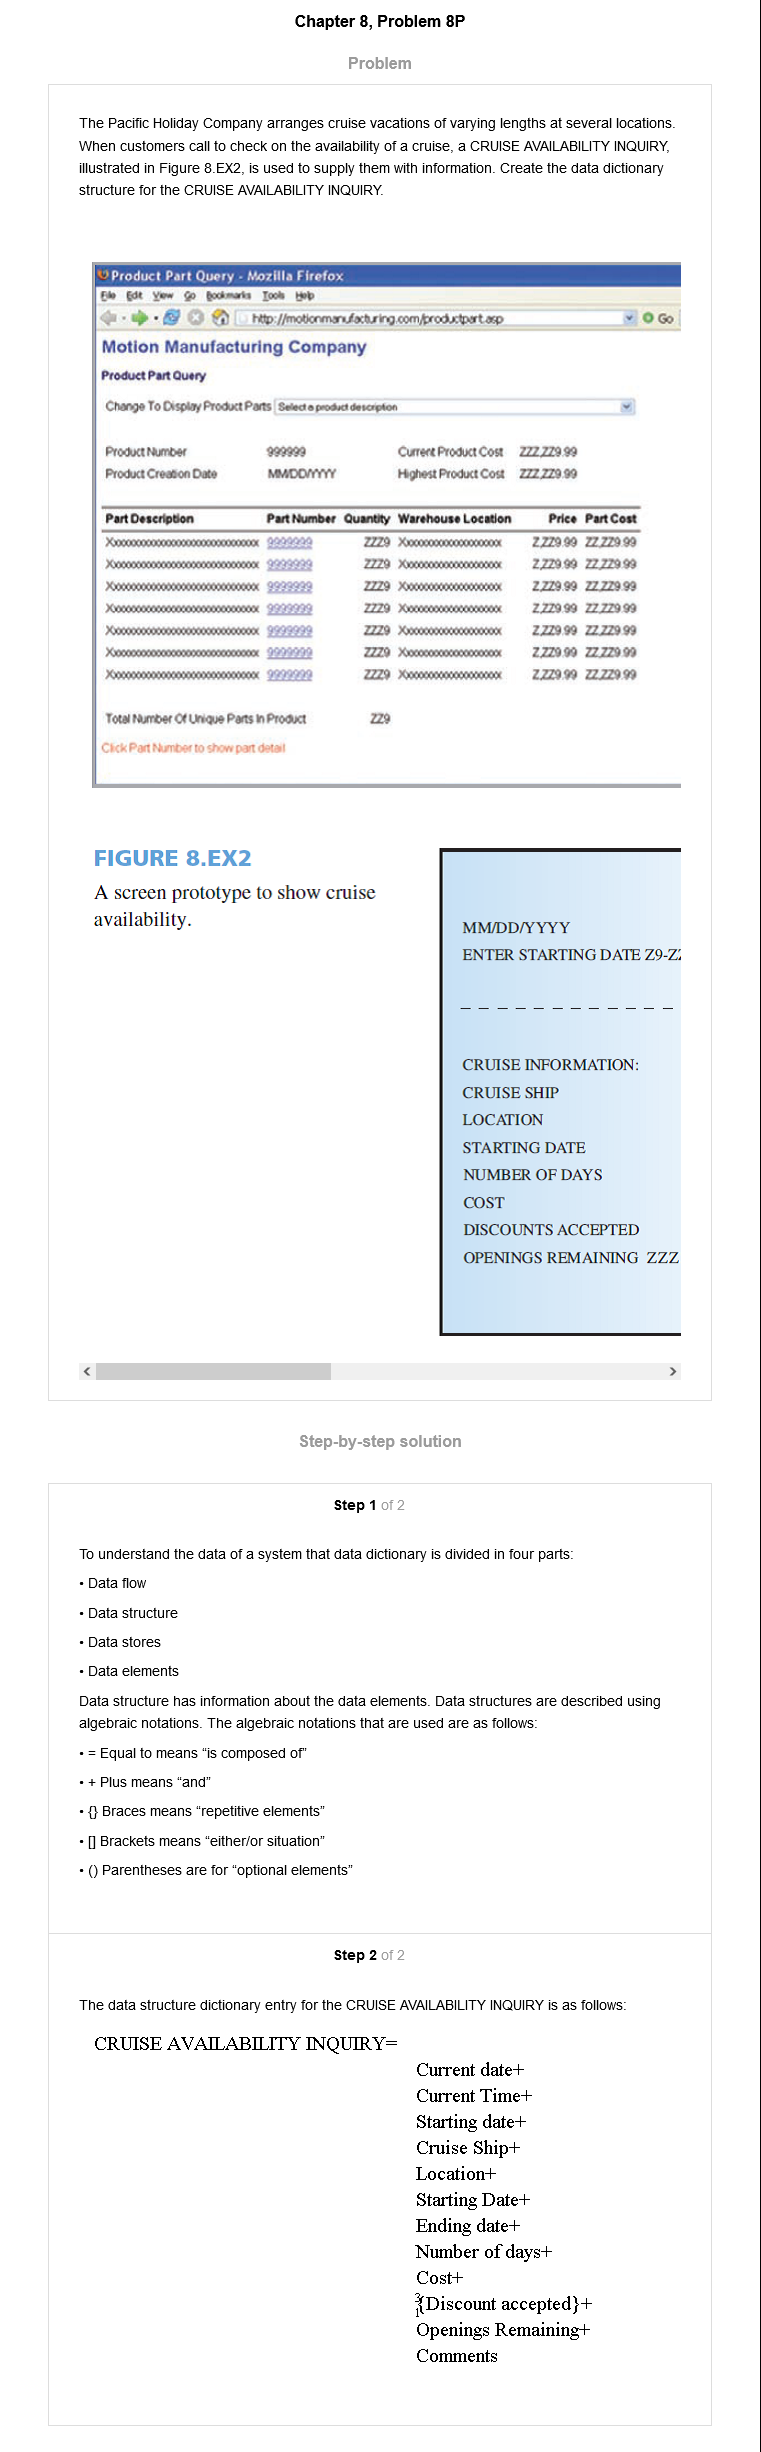 Chapter 8, Problem 8P
Problem
The Pacific Holiday Company arranges cruise vacations of varying lengths at several locations.
When customers call to check on the availability of a cruise, a CRUISE AVAILABILITY INQUIRY,
illustrated in Figure 8.EX2, is used to supply them with information. Create the data dictionary
structure for the CRUISE AVAILABILITY INQUIRY.
Product Part Query - Mozilla Firefox
File Edit View Go Bookmarks Tools Help
http://motionmanufacturing.com/productpart.asp Go
Motion Manufacturing Company
Product Part Query
Change To Display Product Parts Select a product description
Product Number 999999 Current Product Cost ZZZ,ZZ9.99
Product Creation Date MM/DD/YYYY Highest Product Cost ZZZ,ZZ9.99
Part Description Part Number Quantity Warehouse Location Price Part Cost
9999999 ZZZ9 Z,ZZ9.99 ZZ,ZZ9.99
9999999 ZZZ9 Z,ZZ9.99 ZZ,ZZ9.99
9999999 ZZZ9 Z,ZZ9.99 ZZ,ZZ9.99
9999999 ZZZ9 Z,ZZ9.99 ZZ,ZZ9.99
9999999 ZZZ9 Z,ZZ9.99 ZZ,ZZ9.99
9999999 ZZZ9 Z,ZZ9.99 ZZ,ZZ9.99
9999999 ZZZ9 Z,ZZ9.99 ZZ,ZZ9.99
Total Number Of Unique Parts In Product ZZ9
Click Part Number to show part detail
FIGURE 8.EX2
A screen prototype to show cruise
availability.
MM/DD/YYYY
ENTER STARTING DATE Z9-ZZ
CRUISE INFORMATION:
CRUISE SHIP
LOCATION
STARTING DATE
NUMBER OF DAYS
COST
DISCOUNTS ACCEPTED
OPENINGS REMAINING ZZZ
Step-by-step solution
Step 1 of 2
To understand the data of a system that data dictionary is divided in four parts:
• Data flow
• Data structure
• Data stores
• Data elements
Data structure has information about the data elements. Data structures are described using
algebraic notations. The algebraic notations that are used are as follows:
• = Equal to means “is composed of”
• + Plus means “and”
• {} Braces means “repetitive elements”
• [] Brackets means “either/or situation”
• () Parentheses are for “optional elements”
Step 2 of 2
The data structure dictionary entry for the CRUISE AVAILABILITY INQUIRY is as follows:
CRUISE AVAILABILITY INQUIRY=
Current date+
Current Time+
Starting date+
Cruise Ship+
Location+
Starting Date+
Ending date+
Number of days+
Cost+
3
1{Discount accepted}+
Openings Remaining+
Comments